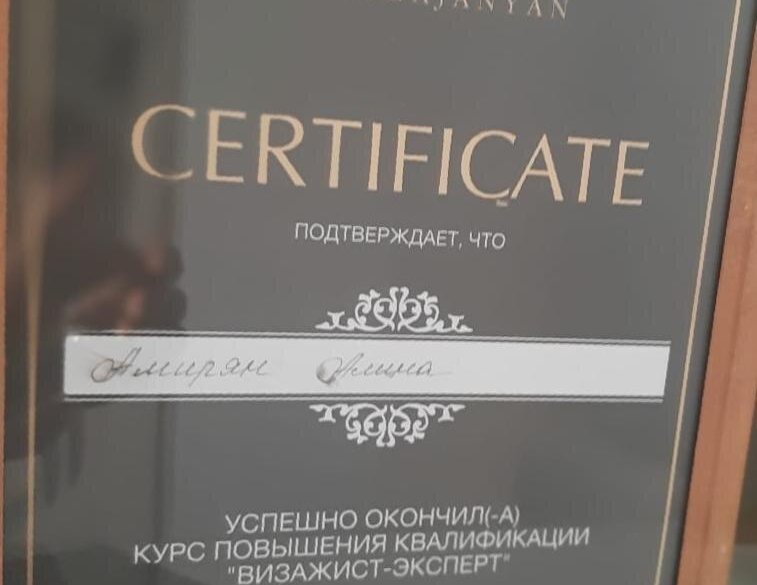 CERTIFICATE
ПОДТВЕРЖДАЕТ, ЧТО
Амирян Алина
УСПЕШНО ОКОНЧИЛ(-А)
КУРС ПОВЫШЕНИЯ КВАЛИФИКАЦИИ
"ВИЗАЖИСТ-ЭКСПЕРТ"